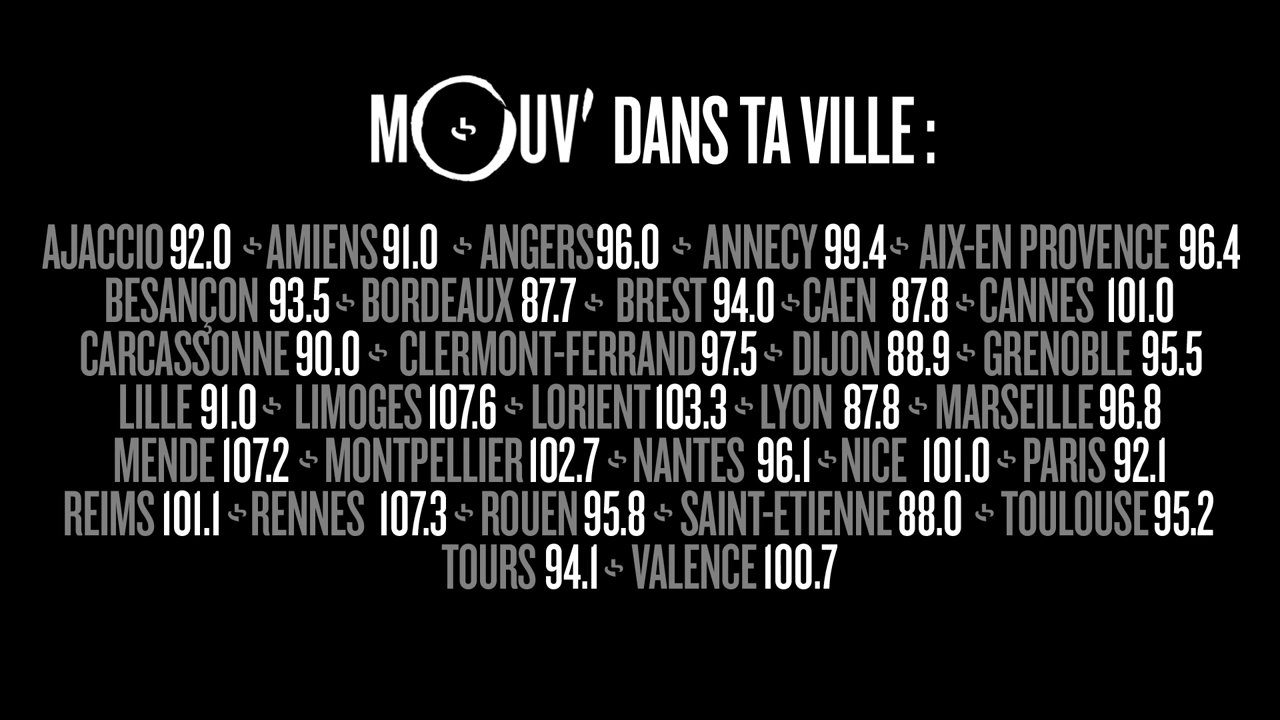 MOUV' DANS TA VILLE :
AJACCIO 92.0 AMIENS 91.0 ANGERS 96.0 ANNECY 99.4 AIX-EN PROVENCE 96.4
BESANÇON 93.5 BORDEAUX 87.7 BREST 94.0 CAEN 87.8 CANNES 101.0
CARCASSONNE 90.0 CLERMONT-FERRAND 97.5 DIJON 88.9 GRENOBLE 95.5
LILLE 91.0 LIMOGES 107.6 LORIENT 103.3 LYON 87.8 MARSEILLE 96.8
MENDE 107.2 MONTPELLIER 102.7 NANTES 96.1 NICE 101.0 PARIS 92.1
REIMS 101.1 RENNES 107.3 ROUEN 95.8 SAINT-ETIENNE 88.0 TOULOUSE 95.2
TOURS 94.1 VALENCE 100.7